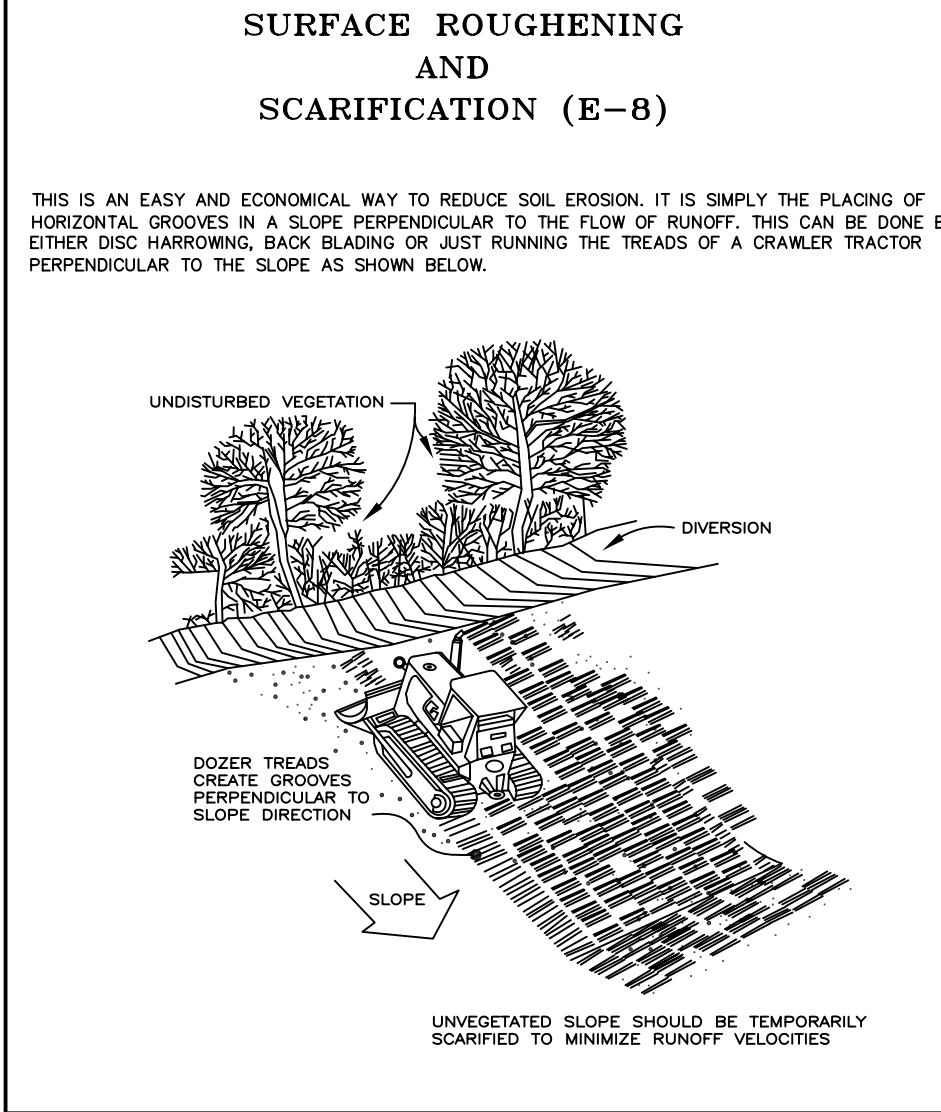 SURFACE ROUGHENING
AND
SCARIFICATION (E-8)
THIS IS AN EASY AND ECONOMICAL WAY TO REDUCE SOIL EROSION. IT IS SIMPLY THE PLACING OF
HORIZONTAL GROOVES IN A SLOPE PERPENDICULAR TO THE FLOW OF RUNOFF. THIS CAN BE DONE
EITHER DISC HARROWING, BACK BLADING OR JUST RUNNING THE TREADS OF A CRAWLER TRACTOR
PERPENDICULAR TO THE SLOPE AS SHOWN BELOW.
UNDISTURBED VEGETATION
DIVERSION
DOZER TREADS
CREATE GROOVES
PERPENDICULAR TO
SLOPE DIRECTION
SLOPE
UNVEGETATED SLOPE SHOULD BE TEMPORARILY
SCARIFIED TO MINIMIZE RUNOFF VELOCITIES